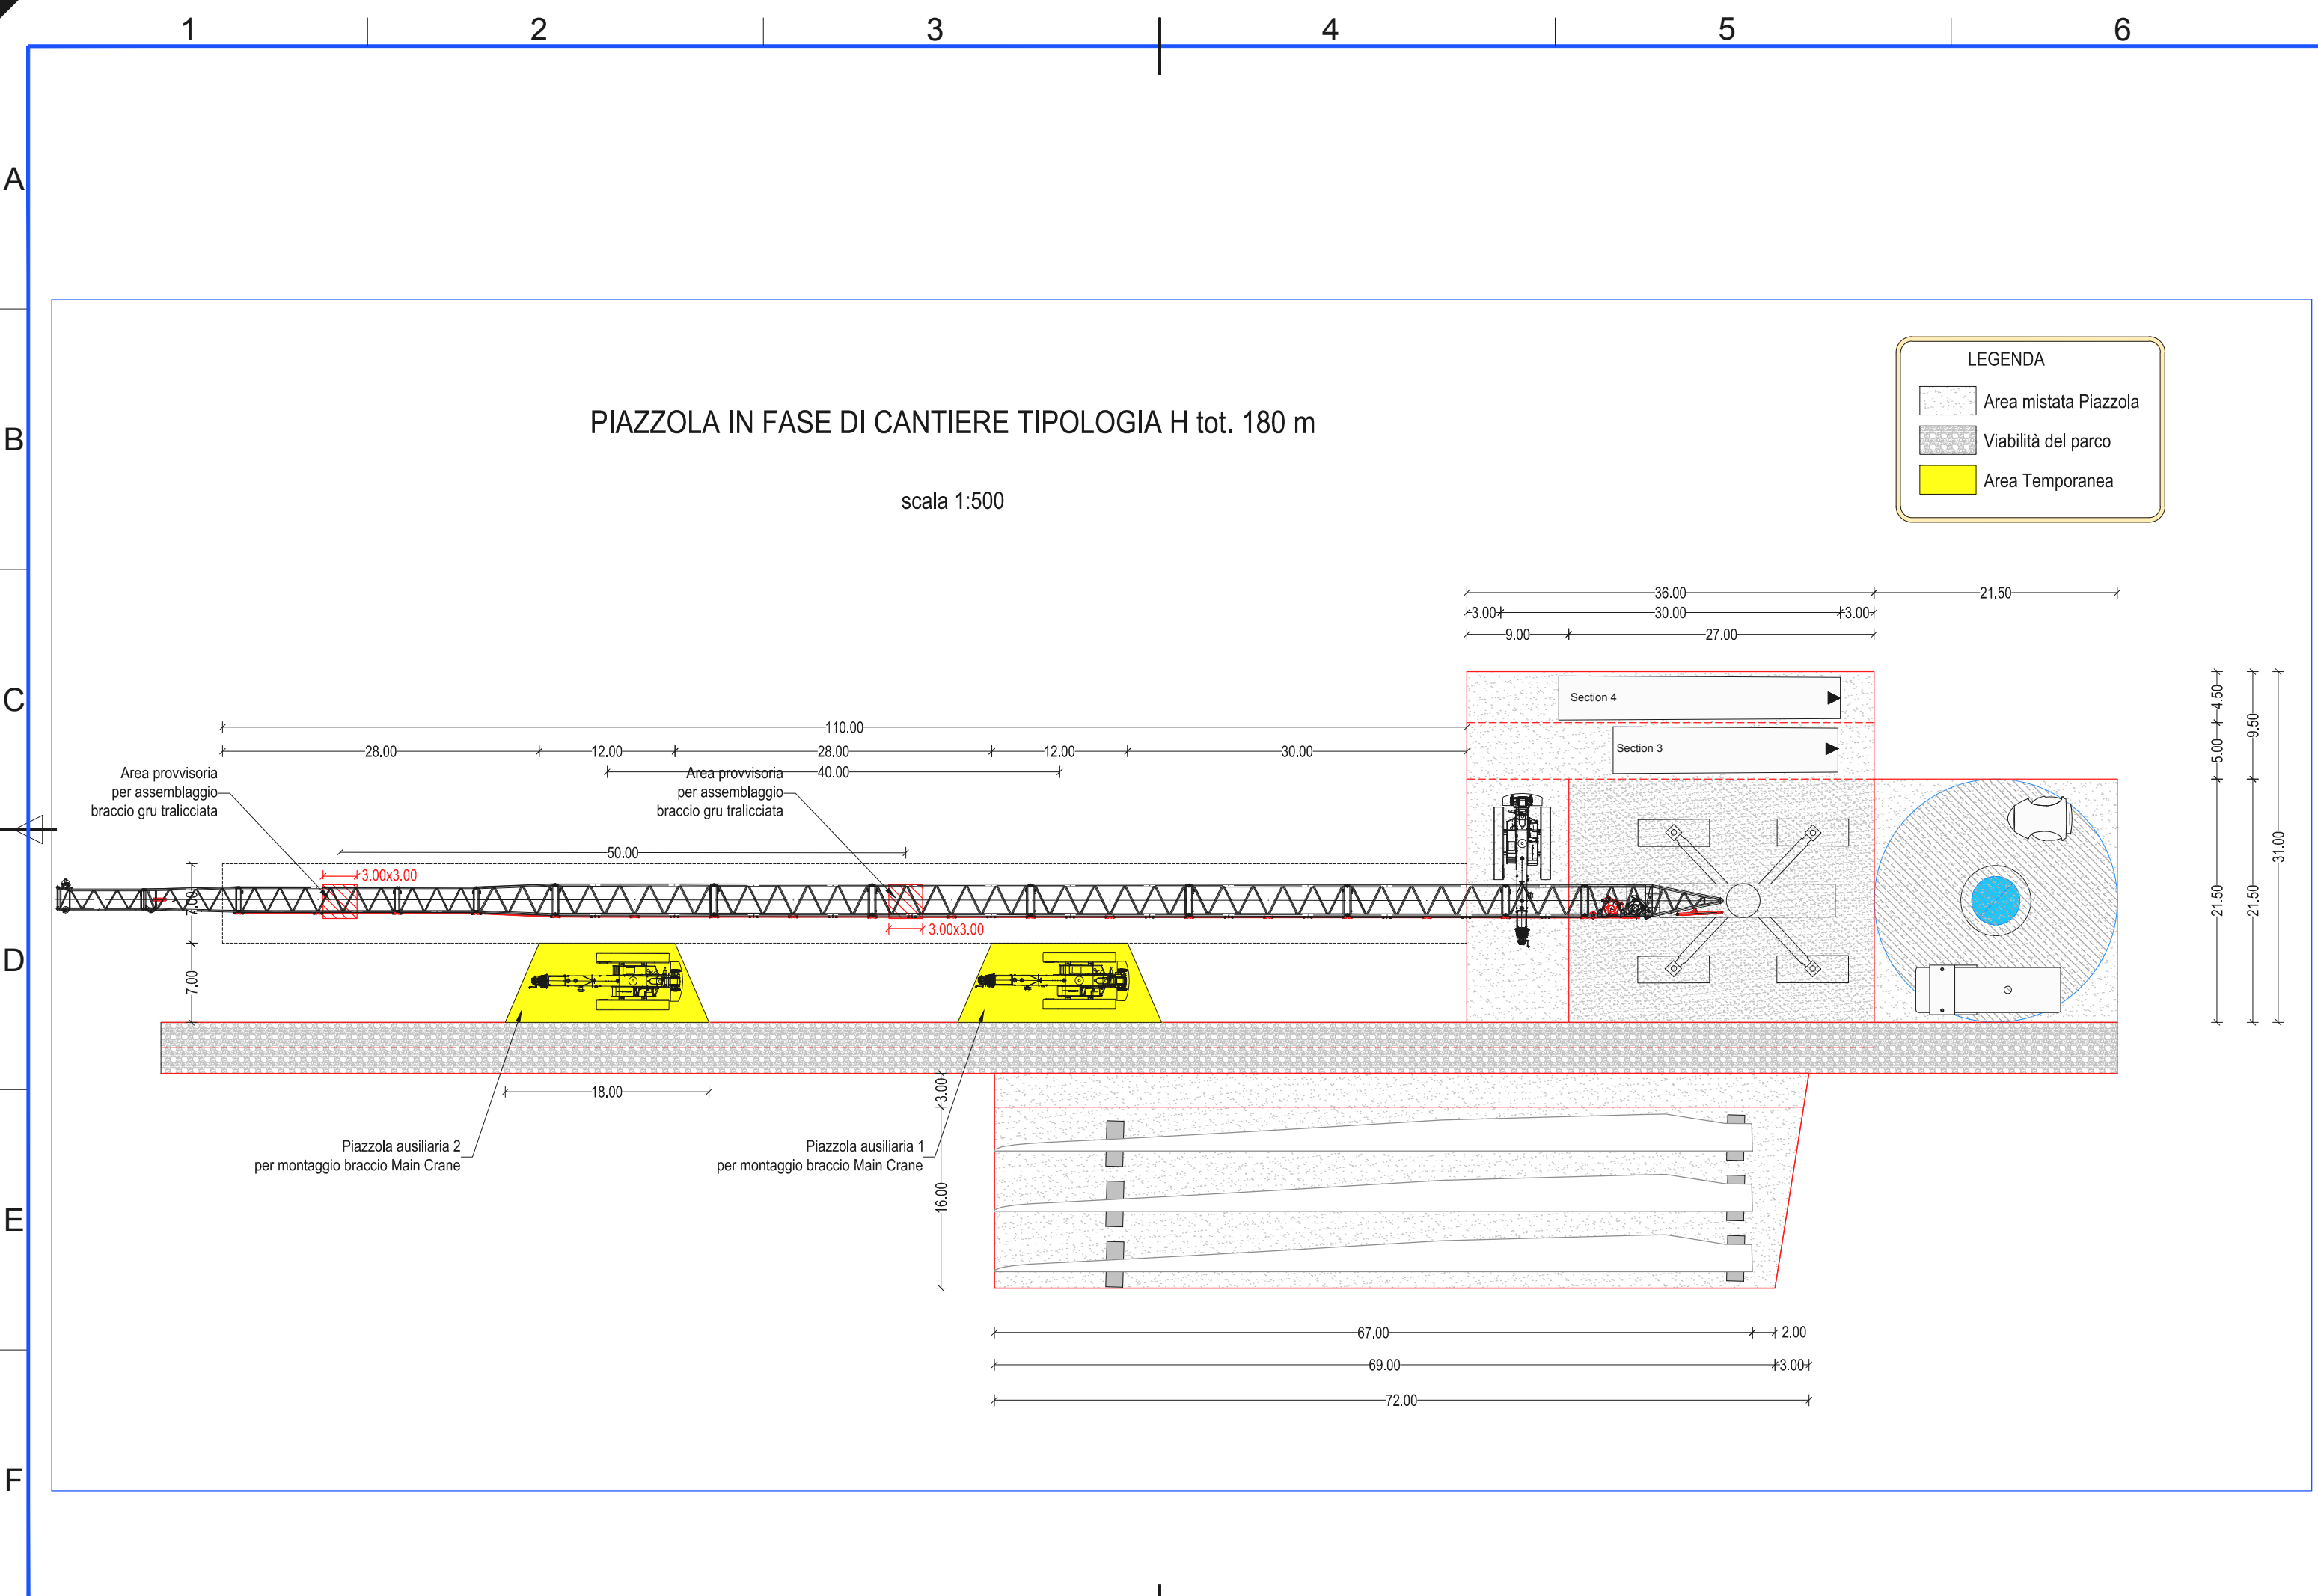 1 2 3 4 5 6
A
B
C
D
E
F
LEGENDA
Area mistata Piazzola
Viabilità del parco
Area Temporanea
PIAZZOLA IN FASE DI CANTIERE TIPOLOGIA H tot. 180 m
scala 1:500
36.00 21.50
3.00 30.00 3.00
9.00 27.00
Section 4
Section 3
4.50
5.00
9.50
31.00
21.50
21.50
110.00
28.00 12.00 28.00 12.00 30.00
40.00
Area provvisoria
per assemblaggio
braccio gru tralicciata
Area provvisoria
per assemblaggio
braccio gru tralicciata
50.00
3.00x3.00
3.00x3.00
7.00
7.00
18.00
Piazzola ausiliaria 2
per montaggio braccio Main Crane
Piazzola ausiliaria 1
per montaggio braccio Main Crane
3.00
16.00
67.00 2.00
69.00 3.00
72.00